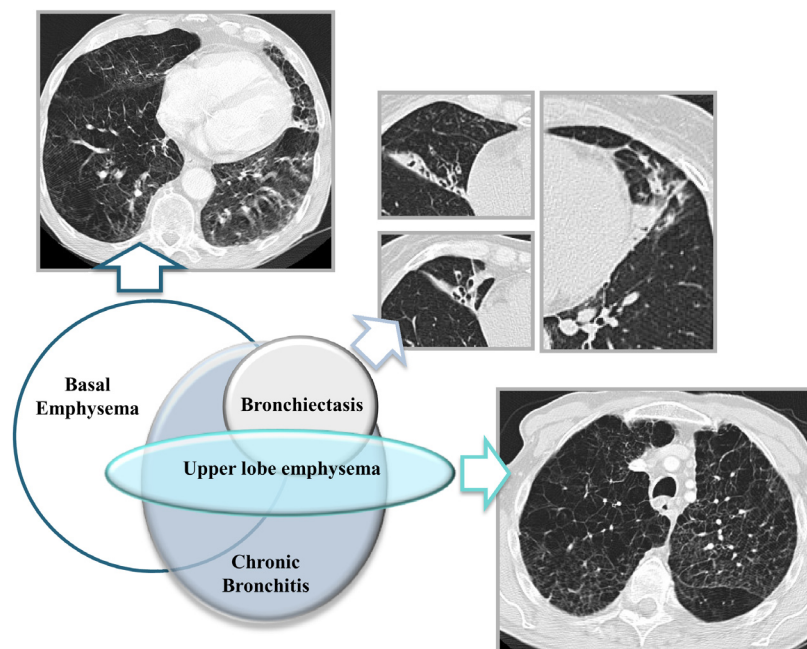 Basal
Emphysema
Bronchiectasis
Upper lobe emphysema
Chronic
Bronchitis